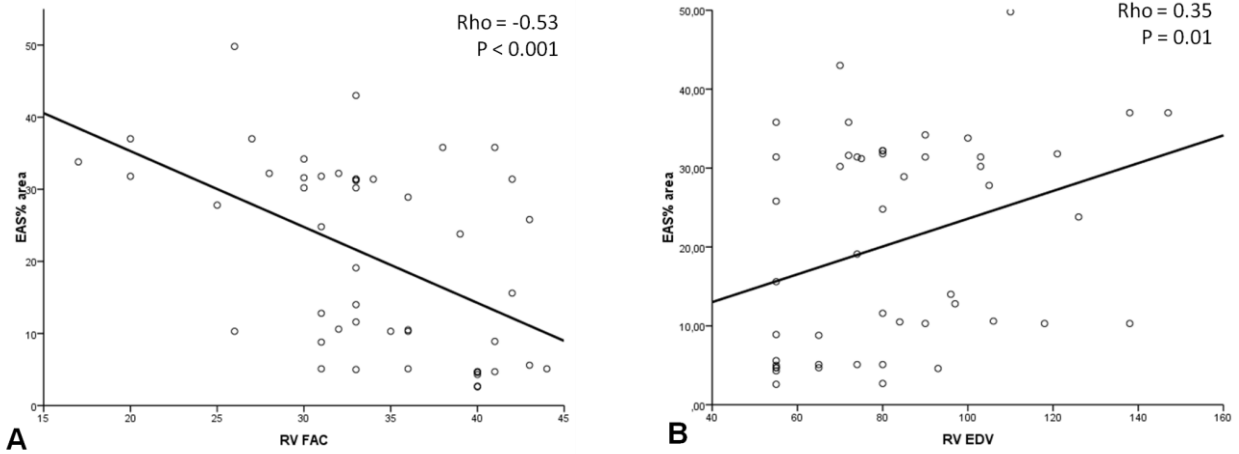 Rho = -0.53
P < 0.001
50
40
30
20
10
0
EAS% area
15 20 25 30 35 40 45
RV FAC
A
Rho = 0.35
P = 0.01
50,00
40,00
30,00
20,00
10,00
,00
EAS% area
40 60 80 100 120 140 160
RV EDV
B